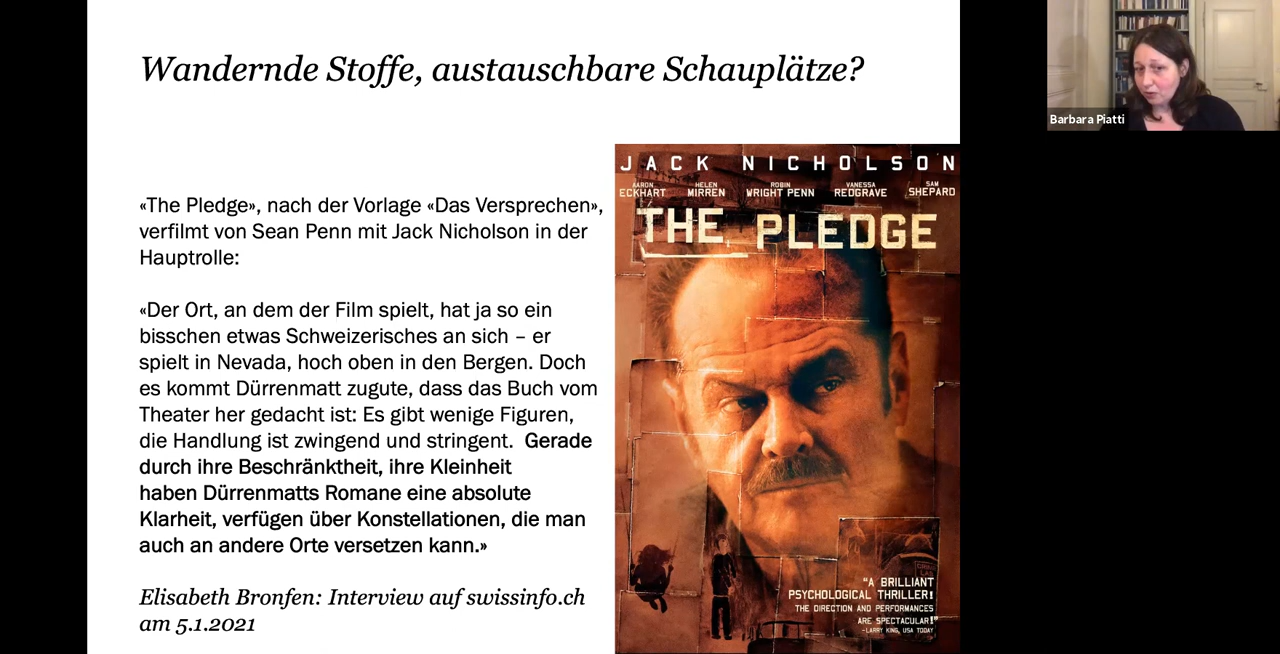 Wandernde Stoffe, austauschbare Schauplätze?
«The Pledge», nach der Vorlage «Das Versprechen»,
verfilmt von Sean Penn mit Jack Nicholson in der
Hauptrolle:
«Der Ort, an dem der Film spielt, hat ja so ein
bisschen etwas Schweizerisches an sich – er
spielt in Nevada, hoch oben in den Bergen. Doch
es kommt Dürrenmatt zugute, dass das Buch vom
Theater her gedacht ist: Es gibt wenige Figuren,
die Handlung ist zwingend und stringent. Gerade
durch ihre Beschränktheit, ihre Kleinheit
haben Dürrenmatts Romane eine absolute
Klarheit, verfügen über Konstellationen, die man
auch an andere Orte versetzen kann.»
Elisabeth Bronfen: Interview auf swissinfo.ch
am 5.1.2021
JACK NICHOLSON
AARON ECKHART HELEN MIRREN ROBIN WRIGHT PENN VANESSA REDGRAVE SAM SHEPARD
THE PLEDGE
"A BRILLIANT
PSYCHOLOGICAL THRILLER!
THE DIRECTION AND PERFORMANCES
ARE SPECTACULAR!"
-LARRY KING, USA TODAY
Barbara Piatti